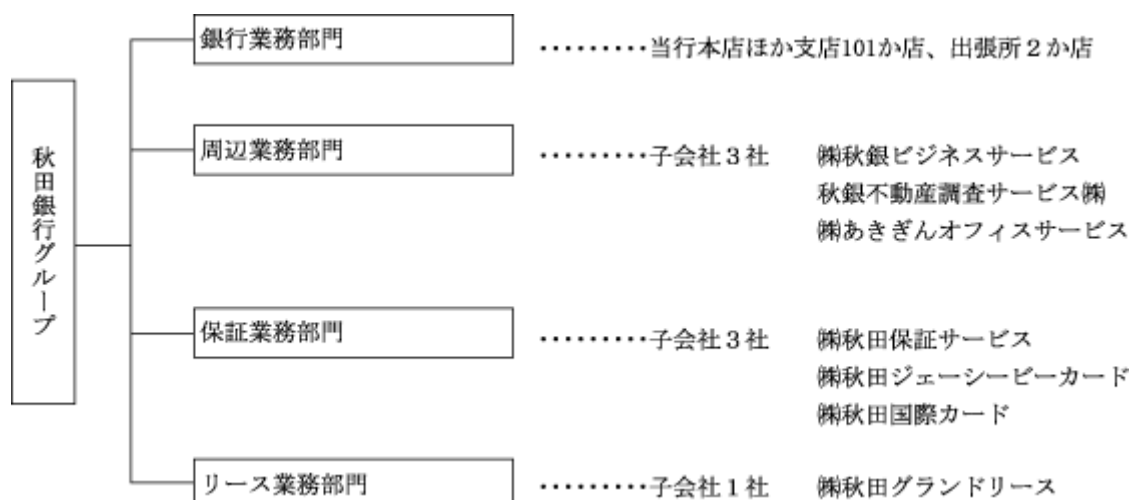 秋田銀行グループ
銀行業務部門 ･････････当行本店ほか支店101か店、出張所２か店
周辺業務部門 ･････････子会社３社 ㈱秋銀ビジネスサービス
秋銀不動産調査サービス㈱
㈱あきぎんオフィスサービス
保証業務部門 ･････････子会社３社 ㈱秋田保証サービス
㈱秋田ジェーシービーカード
㈱秋田国際カード
リース業務部門 ･････････子会社１社 ㈱秋田グランドリース